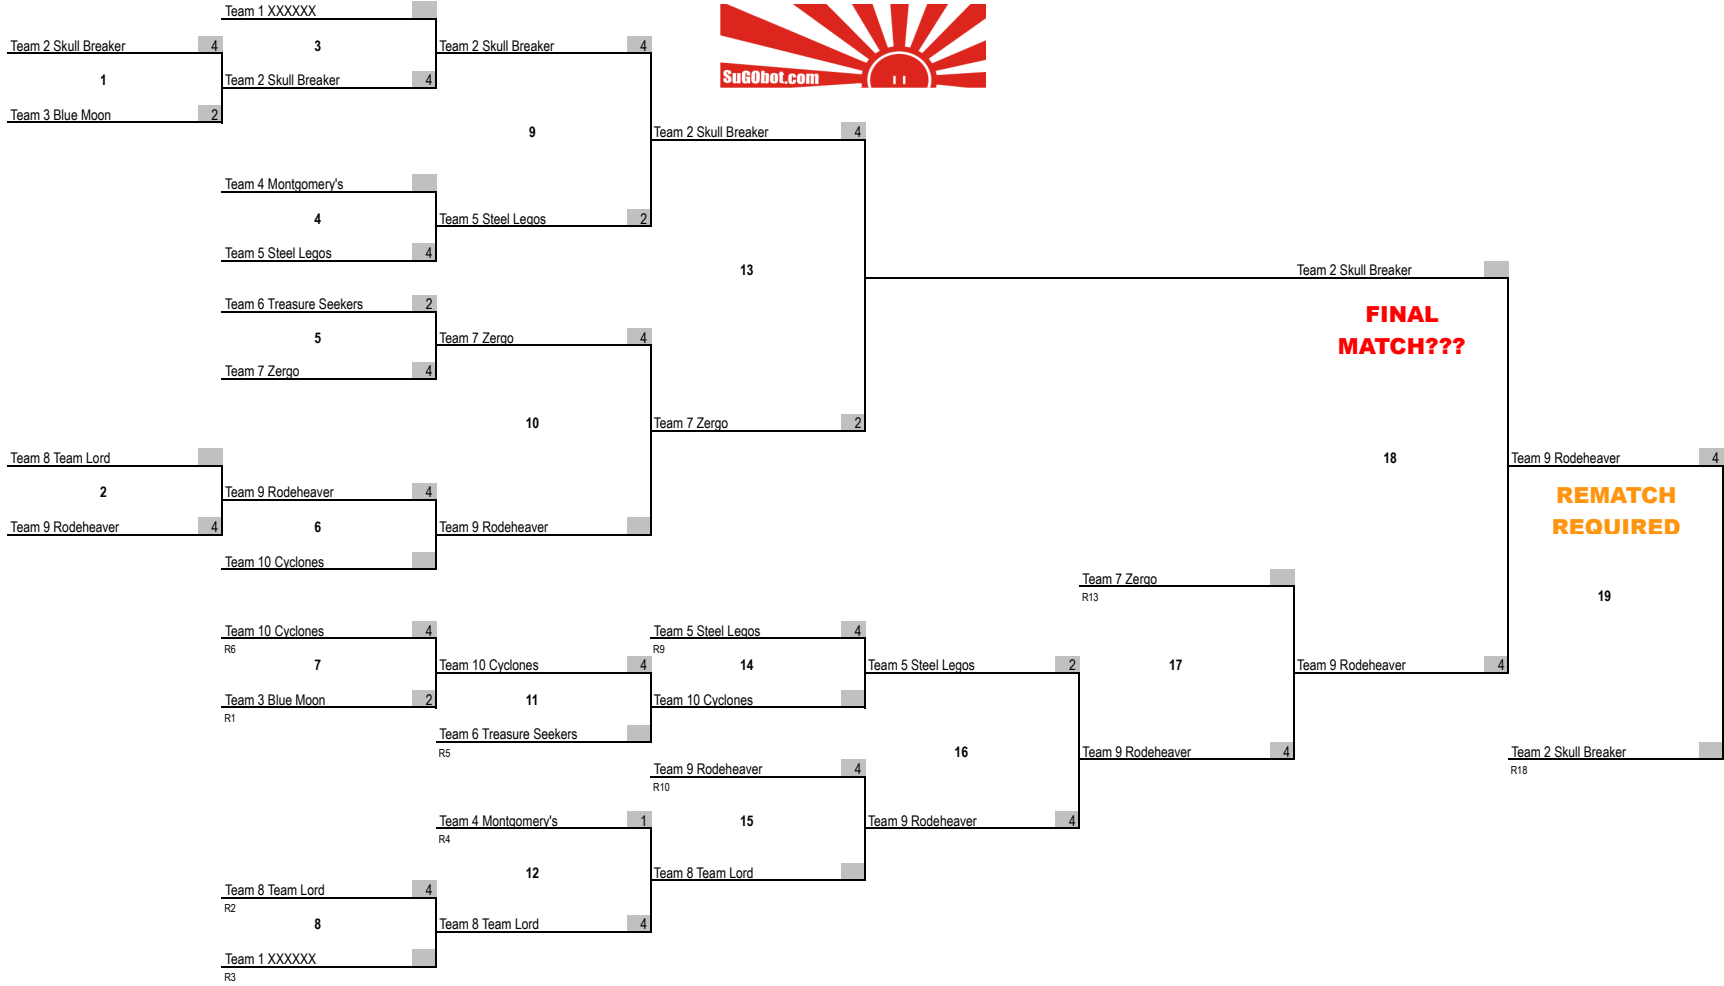 Team 1 XXXXXX
Team 2 Skull Breaker 4
3
Team 2 Skull Breaker 4
SuGObot.com
1
Team 2 Skull Breaker 4
Team 3 Blue Moon 2
9
Team 2 Skull Breaker 4
Team 4 Montgomery's
4
Team 5 Steel Legos 2
Team 5 Steel Legos 4
13
Team 2 Skull Breaker
Team 6 Treasure Seekers 2
FINAL
MATCH???
5
Team 7 Zergo 4
Team 7 Zergo 4
10
Team 7 Zergo 2
Team 8 Team Lord
18
Team 9 Rodeheaver 4
2
Team 9 Rodeheaver 4
REMATCH
REQUIRED
Team 9 Rodeheaver 4
6
Team 9 Rodeheaver
Team 10 Cyclones
Team 7 Zergo
R13
19
Team 10 Cyclones 4
R6
Team 5 Steel Legos 4
R9
7
Team 10 Cyclones 4
14
Team 5 Steel Legos 2
17
Team 9 Rodeheaver 4
Team 3 Blue Moon 2
R1
11
Team 10 Cyclones
Team 6 Treasure Seekers
R5
16
Team 9 Rodeheaver 4
Team 2 Skull Breaker
R18
Team 9 Rodeheaver 4
R10
Team 4 Montgomery's 1
R4
15
Team 9 Rodeheaver 4
12
Team 8 Team Lord
Team 8 Team Lord 4
R2
8
Team 8 Team Lord 4
Team 1 XXXXXX
R3